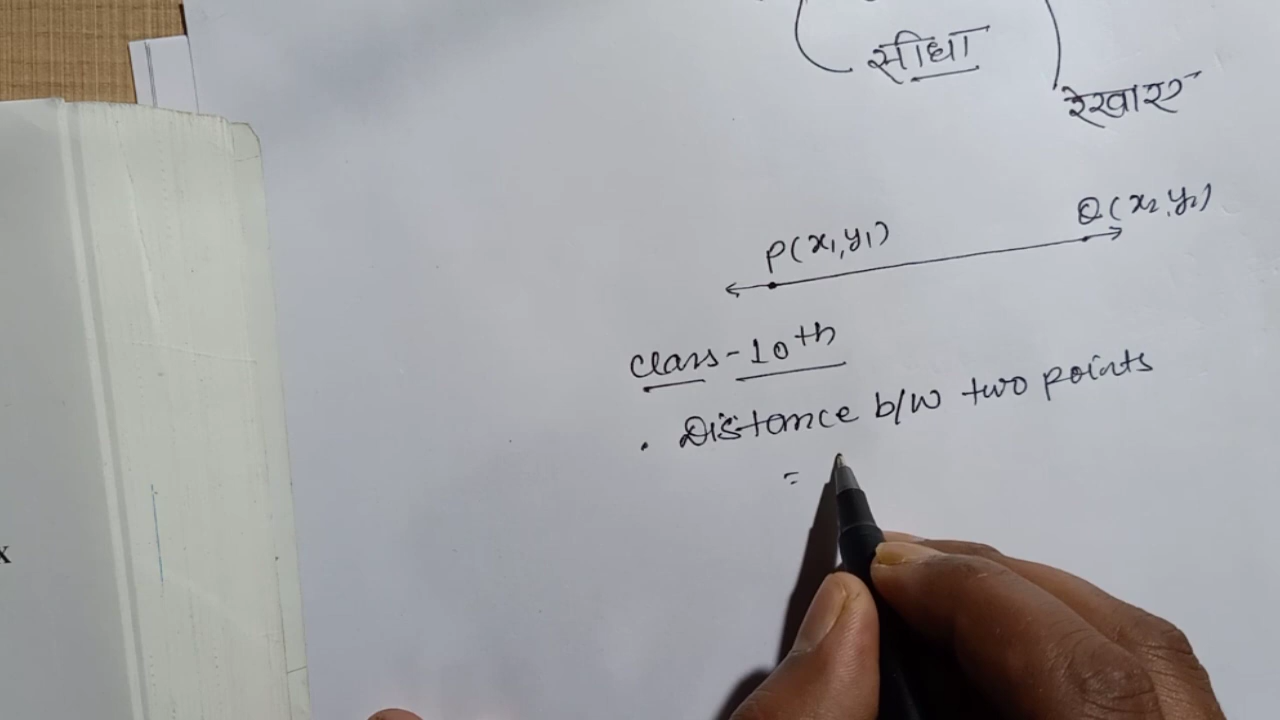 सीधा
रेखाएँ
P(x₁,y₁)
Q(x₂,y₂)
class-10th
. Distance b/w two points
=
x